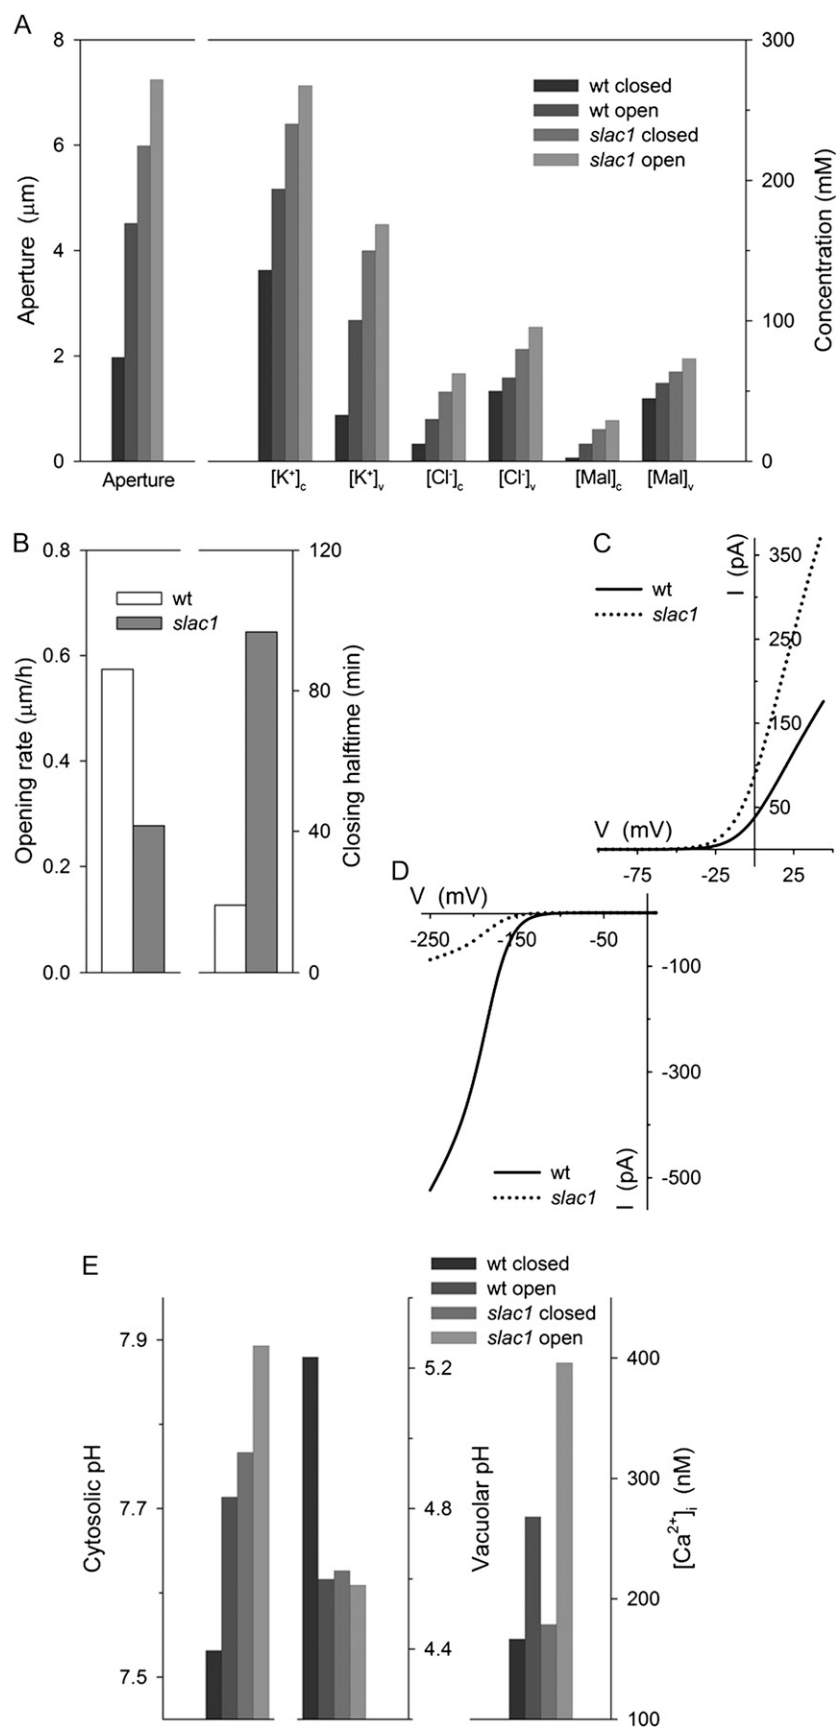 A
8
6
4
2
0
Aperture (μm)
300
200
100
0
Concentration (mM)
wt closed
wt open
slac1 closed
slac1 open
Aperture
[K⁺]c
[K⁺]v
[Cl⁻]c
[Cl⁻]v
[Mal]c
[Mal]v
B
0.8
0.6
0.4
0.2
0.0
Opening rate (μm/h)
wt
slac1
120
80
40
0
Closing halftime (min)
C
wt
slac1
I (pA)
350
250
150
50
V (mV)
-75
-25
25
D
V (mV)
-250
-150
-50
-100
-300
-500
I (pA)
wt
slac1
E
wt closed
wt open
slac1 closed
slac1 open
7.9
7.7
7.5
Cytosolic pH
5.2
4.8
4.4
Vacuolar pH
400
300
200
100
[Ca²⁺]i (nM)